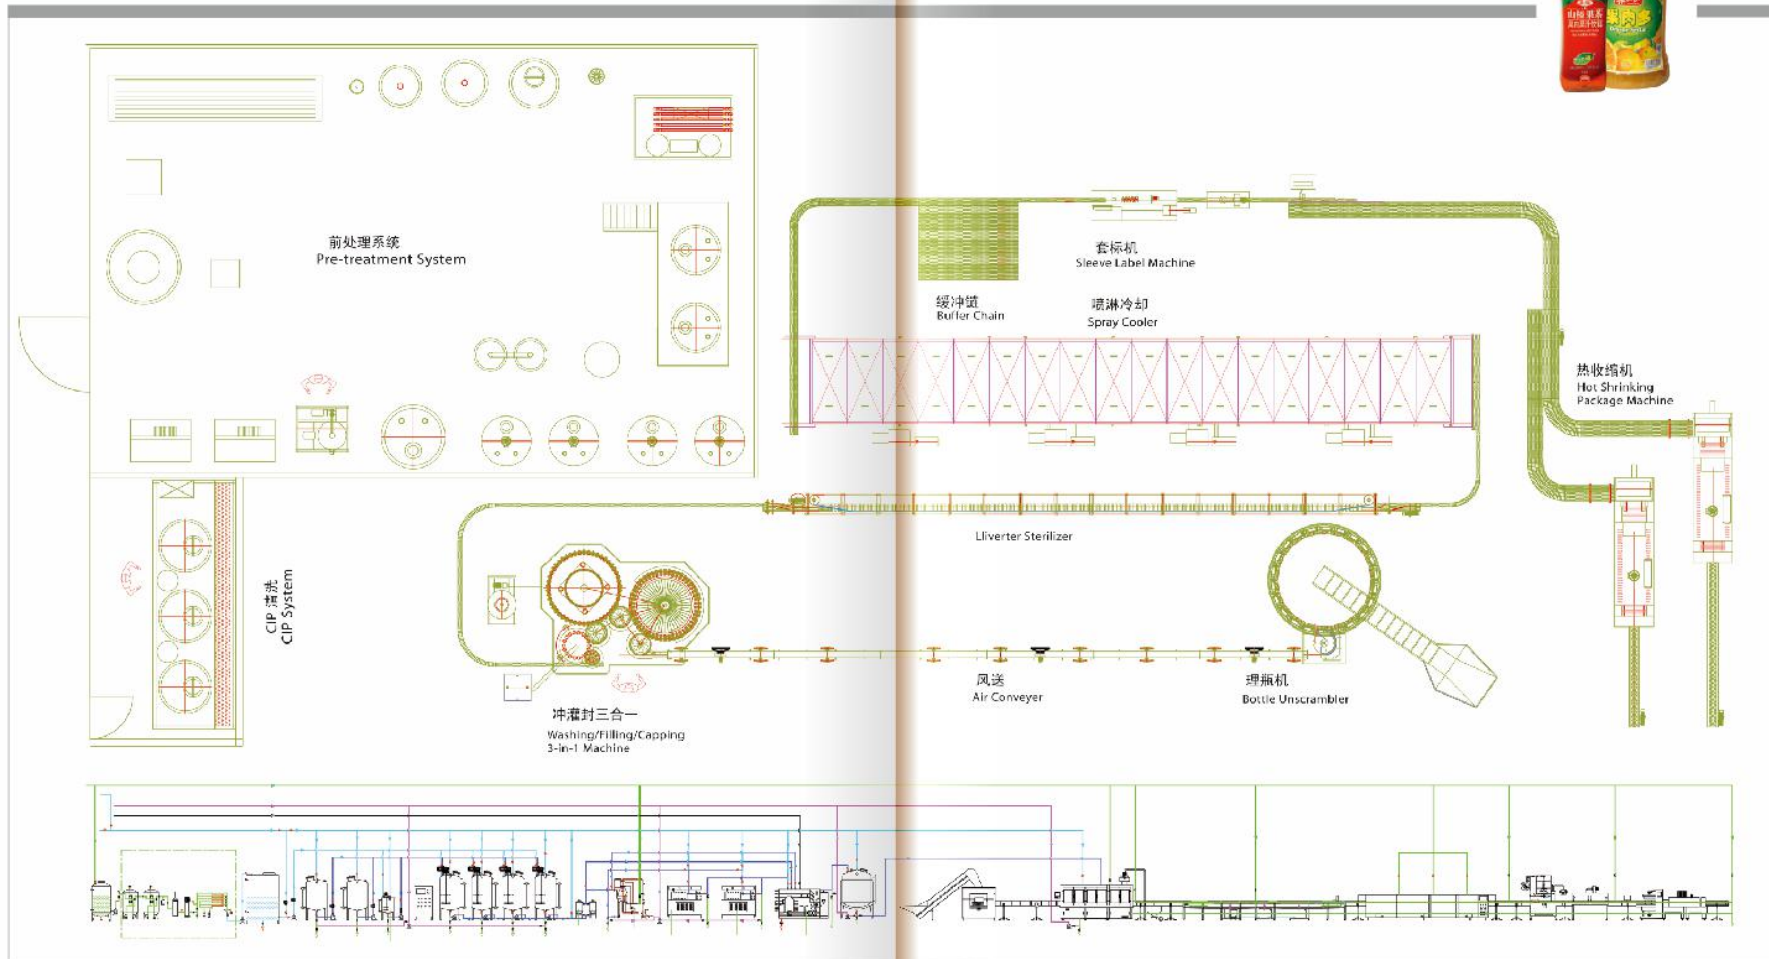 前处理系统
Pre-treatment System
套标机
Sleeve Label Machine
缓冲链
Buffer Chain
喷淋冷却
Spray Cooler
热收缩机
Hot Shrinking
Package Machine
Lliverter Sterilizer
CIP 清洗
CIP System
风送
Air Conveyer
理瓶机
Bottle Unscrambler
冲灌封三合一
Washing/Filling/Capping
3-in-1 Machine